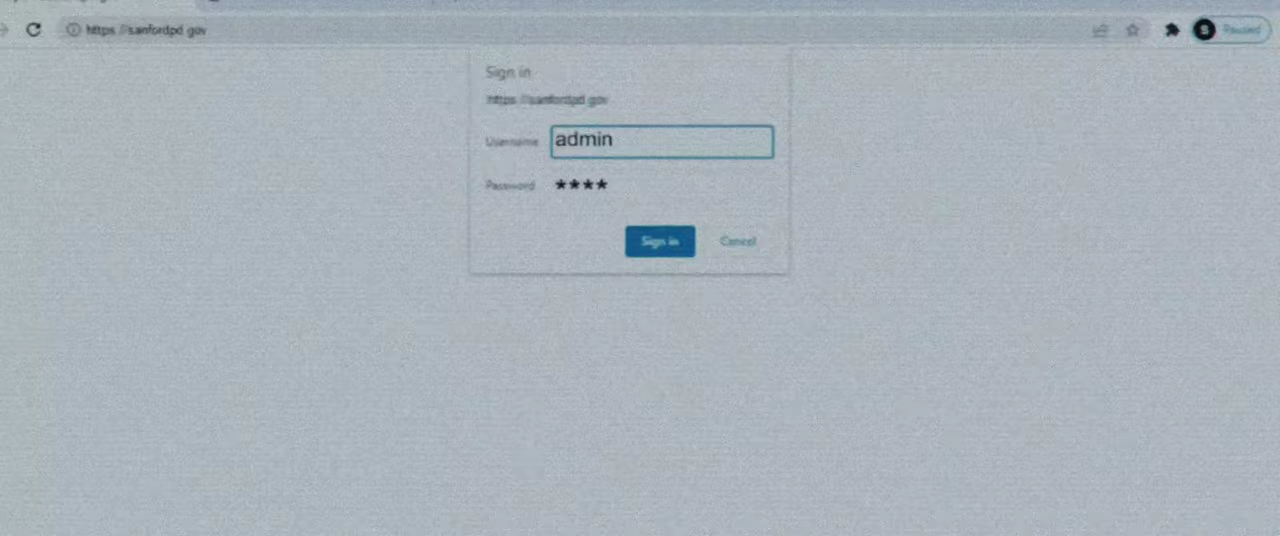 https://sanfordpd.gov
S Paused
Sign in
https://sanfordpd.gov
Username admin
Password ****
Sign in Cancel